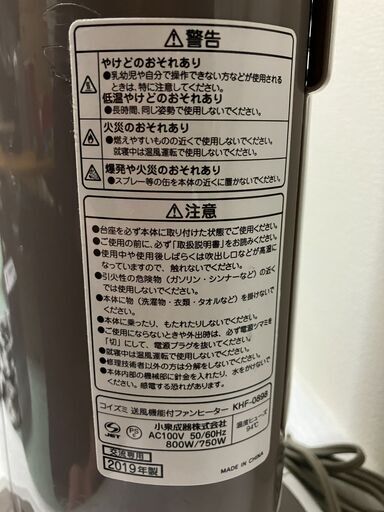 ⚠警告
やけどのおそれあり
●乳幼児や自分で操作できない方などが使用される
ときは、特に注意してください。
低温やけどのおそれあり
●長時間、同じ姿勢で使用しないでください。
火災のおそれあり
●燃えやすいものの近くで使用しないでください。
就寝中は温風運転で使用しないでください。
爆発や火災のおそれあり
●スプレー等の缶を本体の近くに置かないでください。
⚠注意
●台座を必ず本体に取り付けた状態でご使用ください。
●ご使用の前に、必ず「取扱説明書」をお読みください。
●使用中や使用後しばらくは吹出し口などが高温に
なっていますので、触れないでください。
●引火性の危険物(ガソリン・シンナーなど)の近く
では使用しないでください。
●本体に物(洗濯物・衣類・タオルなど)を掛けないで
ください。
●本体に乗ったり、もたれたりしないでください。
●ご使用にならないときや外出時は、必ず電源ツマミを
「切」にして、電源プラグを抜いてください。
●就寝中は温風運転で使用しないでください。
●修理技術者以外の方は分解をしないでください。
●本体内部の機械部に針金を入れたり、水をかけないで
ください。感電する恐れがあります。
コイズミ 送風機能付ファンヒーター KHF-0898
PS
E
JET
小泉成器株式会社
AC100V 50/60Hz
800W/750W
温度ヒューズ
94℃
交流専用
2019年製
MADE IN CHINA